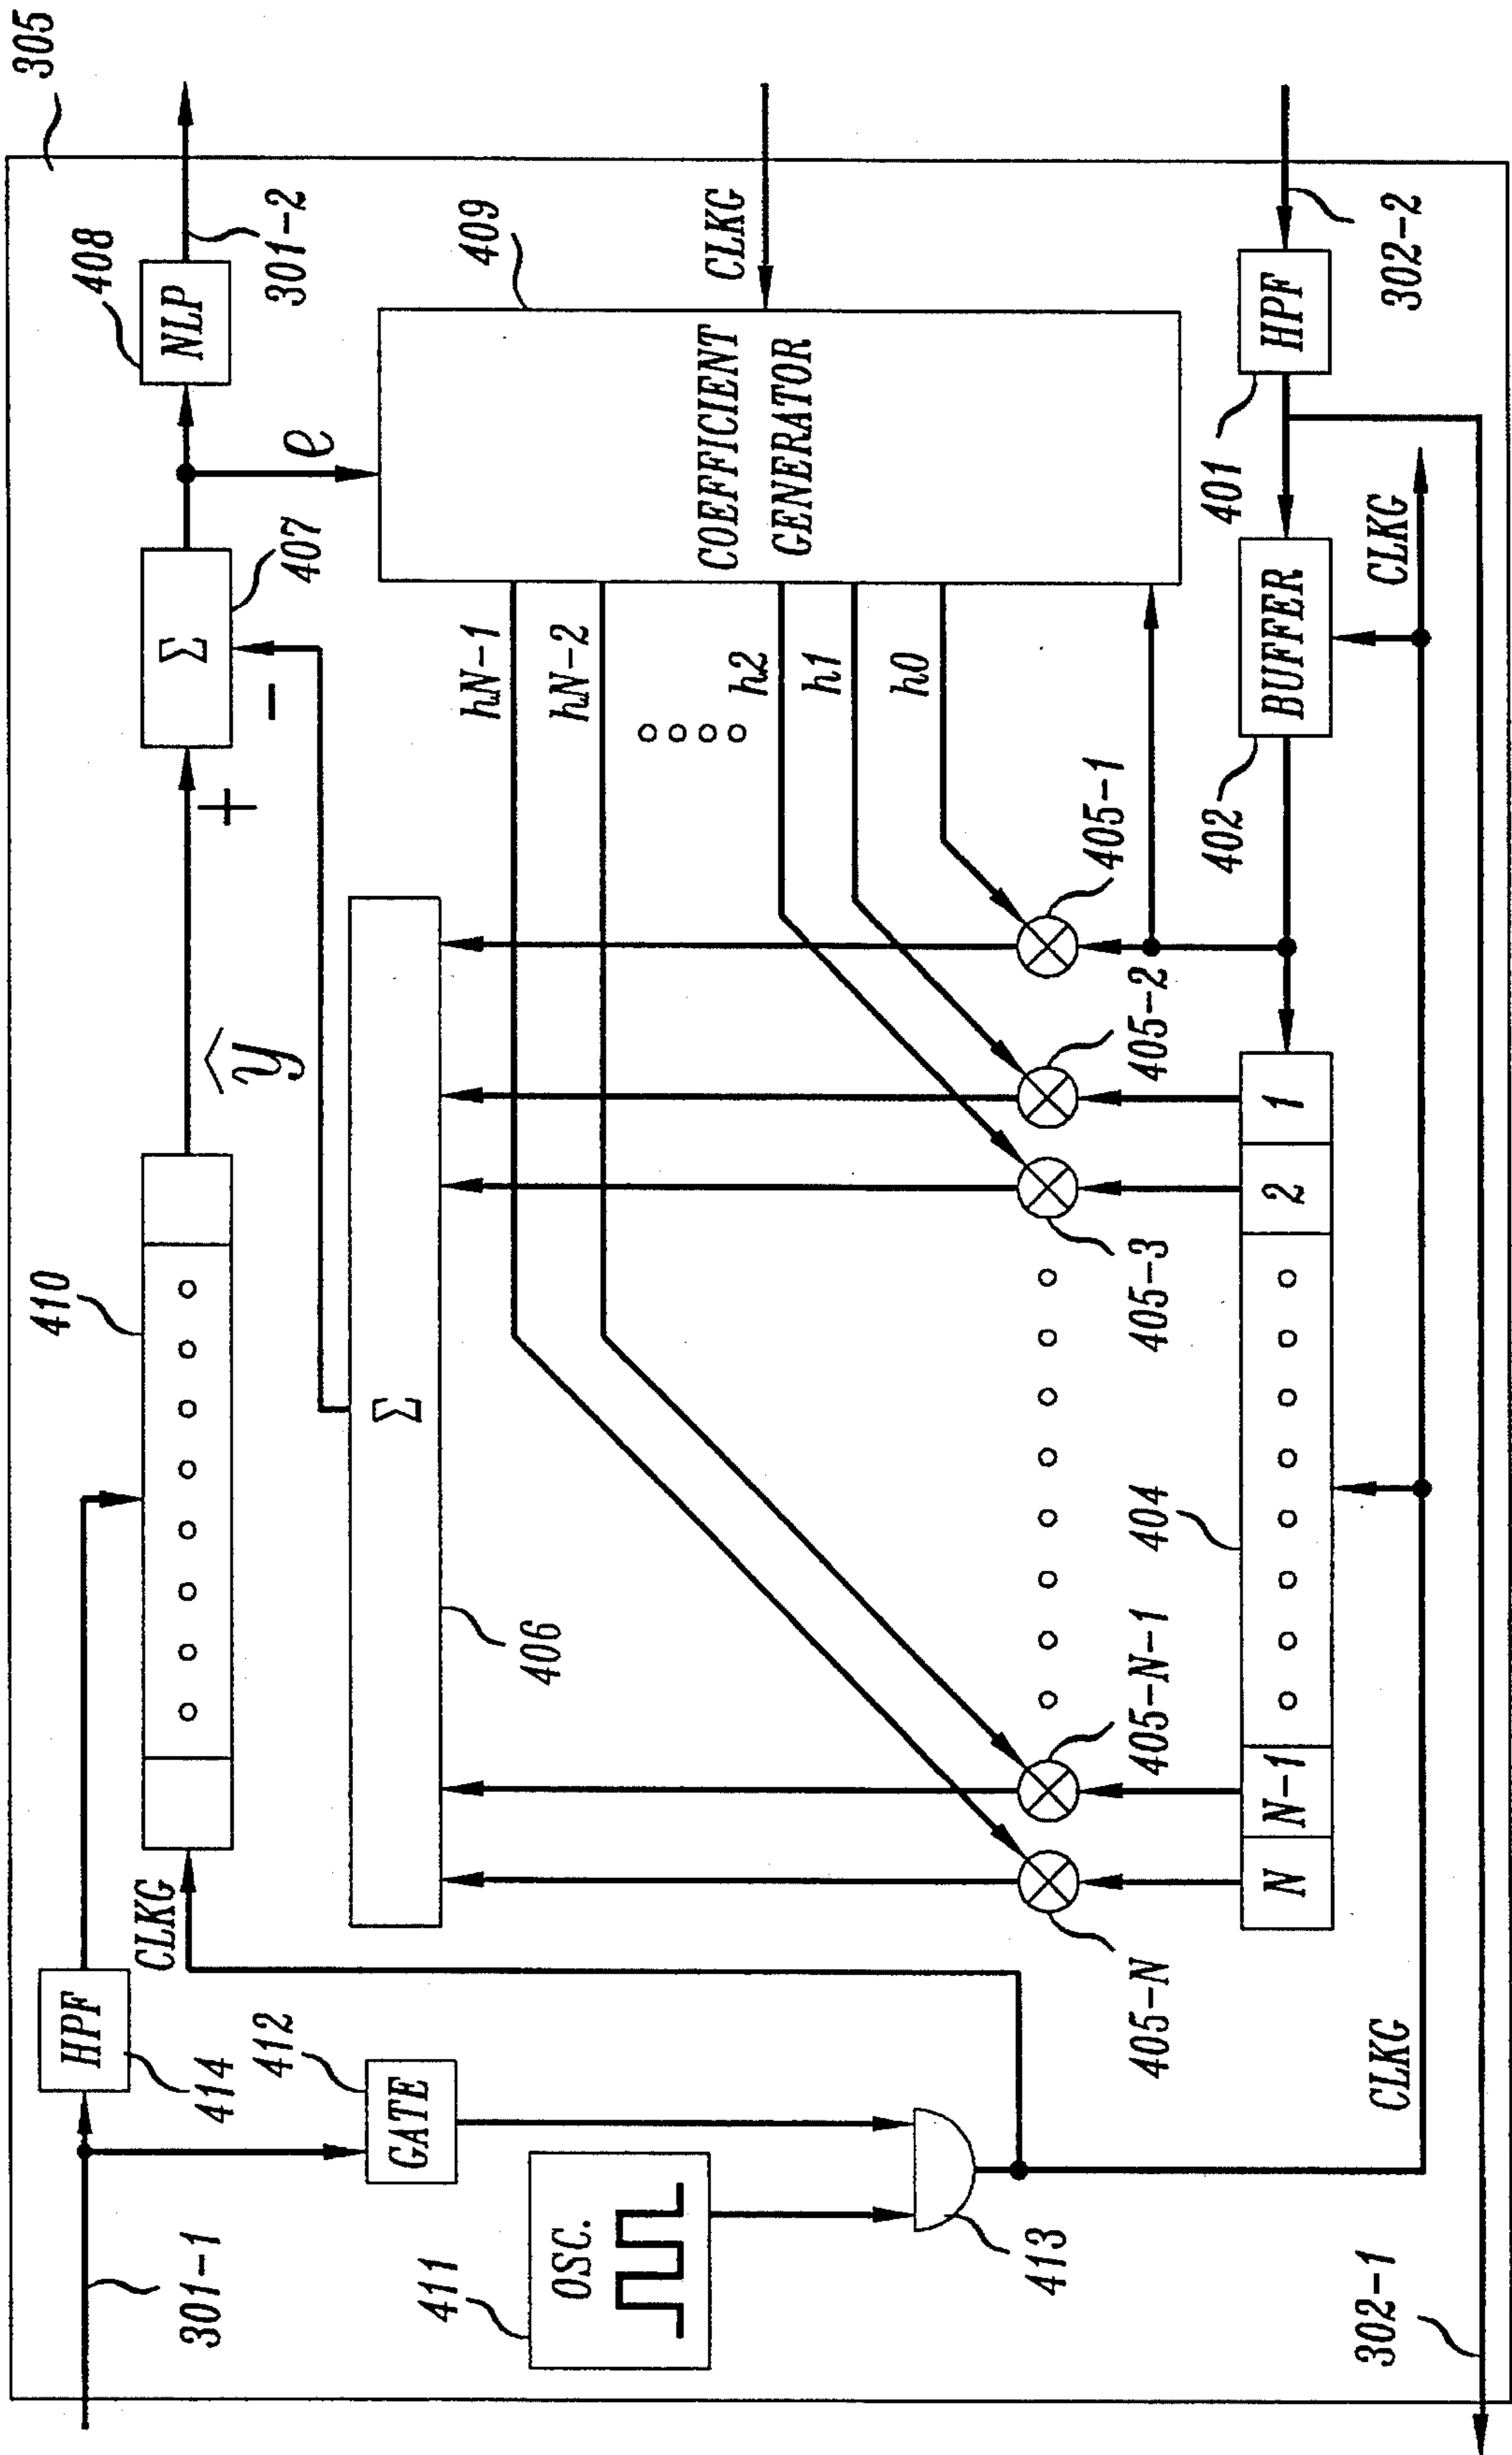 305
301-1
HPF
414
CLKG
410
ŷ
+
-
Σ
407
e
NLP
408
301-2
GATE
412
OSC.
411
413
Σ
406
hN-1
hN-2
h2
h1
h0
COEFFICIENT
GENERATOR
409
CLKG
405-N
405-N-1
405-3
405-2
405-1
N
N-1
2
1
404
BUFFER
402
HPF
401
302-2
CLKG
CLKG
302-1